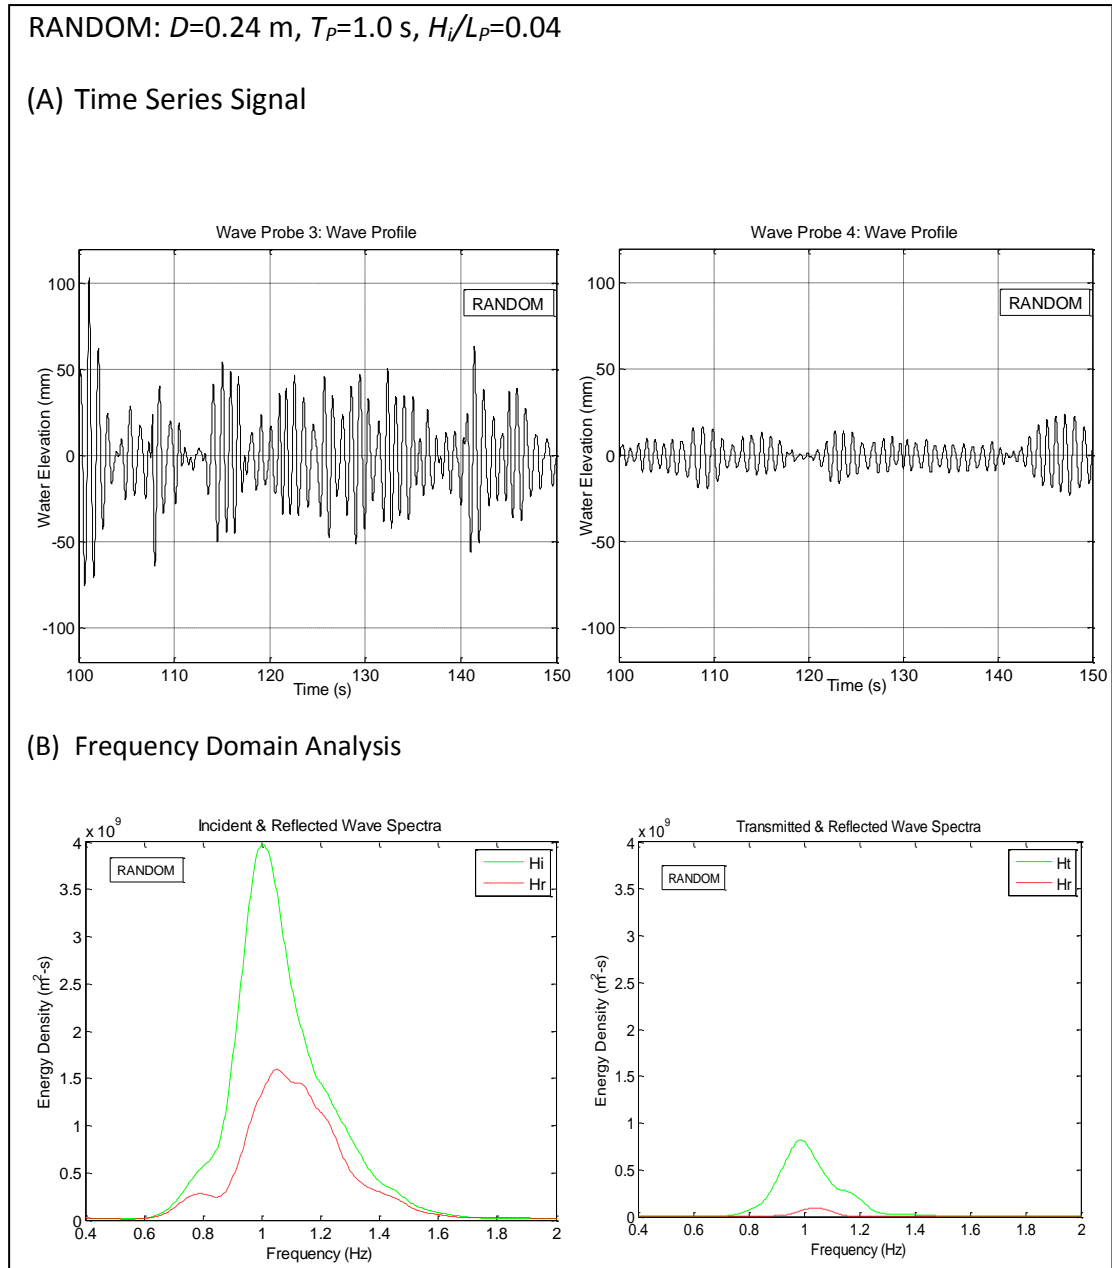 RANDOM: D=0.24 m, TP=1.0 s, Hi/LP=0.04
(A) Time Series Signal
Wave Probe 3: Wave Profile
Water Elevation (mm)
100
50
0
-50
-100
RANDOM
100 110 120 130 140 150
Time (s)
Wave Probe 4: Wave Profile
Water Elevation (mm)
100
50
0
-50
-100
RANDOM
100 110 120 130 140 150
Time (s)
(B) Frequency Domain Analysis
Incident & Reflected Wave Spectra
x 10^9
Energy Density (m²-s)
4
3.5
3
2.5
2
1.5
1
0.5
0
RANDOM
Hi
Hr
0.4 0.6 0.8 1 1.2 1.4 1.6 1.8 2
Frequency (Hz)
Transmitted & Reflected Wave Spectra
x 10^9
Energy Density (m²-s)
4
3.5
3
2.5
2
1.5
1
0.5
0
RANDOM
Ht
Hr
0.4 0.6 0.8 1 1.2 1.4 1.6 1.8 2
Frequency (Hz)